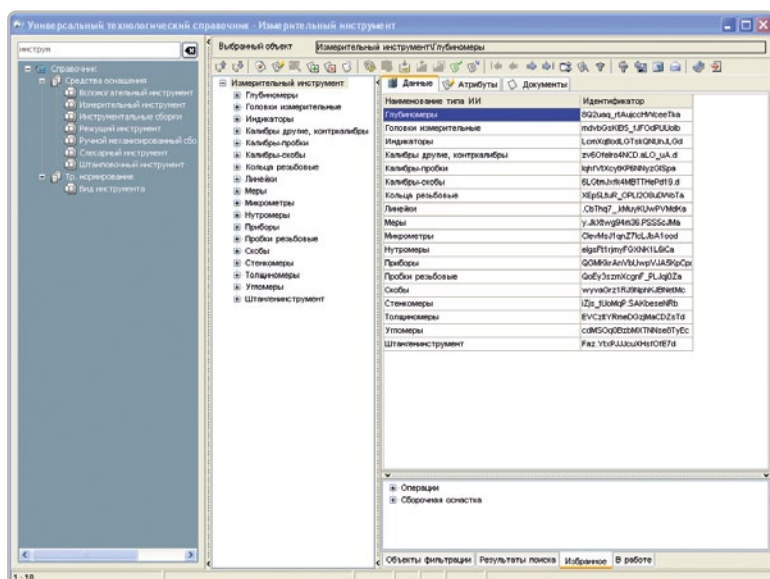 Универсальный технологический справочник - Измерительный инструмент
инструм
Справочник
Средства оснащения
Вспомогательный инструмент
Измерительный инструмент
Инструментальные сборки
Режущий инструмент
Ручной механизированный сбо
Слесарный инструмент
Штамповочный инструмент
Тр. нормирование
Вид инструмента
Выбранный объект
Измерительный инструмент\Глубиномеры
Измерительный инструмент
Глубиномеры
Головки измерительные
Индикаторы
Калибры другие, контркалибры
Калибры-пробки
Калибры-скобы
Кольца резьбовые
Линейки
Меры
Микрометры
Нутромеры
Приборы
Пробки резьбовые
Скобы
Стенкомеры
Толщиномеры
Угломеры
Штангенинструмент
Данные Атрибуты Документы
Наименование типа ИИ Идентификатор
Глубиномеры
Головки измерительные
Индикаторы
Калибры другие, контркалибры
Калибры-пробки
Калибры-скобы
Кольца резьбовые
Линейки
Меры
Микрометры
Нутромеры
Приборы
Пробки резьбовые
Скобы
Стенкомеры
Толщиномеры
Угломеры
Штангенинструмент
Операции
Сборочная оснастка
Объекты фильтрации Результаты поиска Избранное В работе
1 : 18